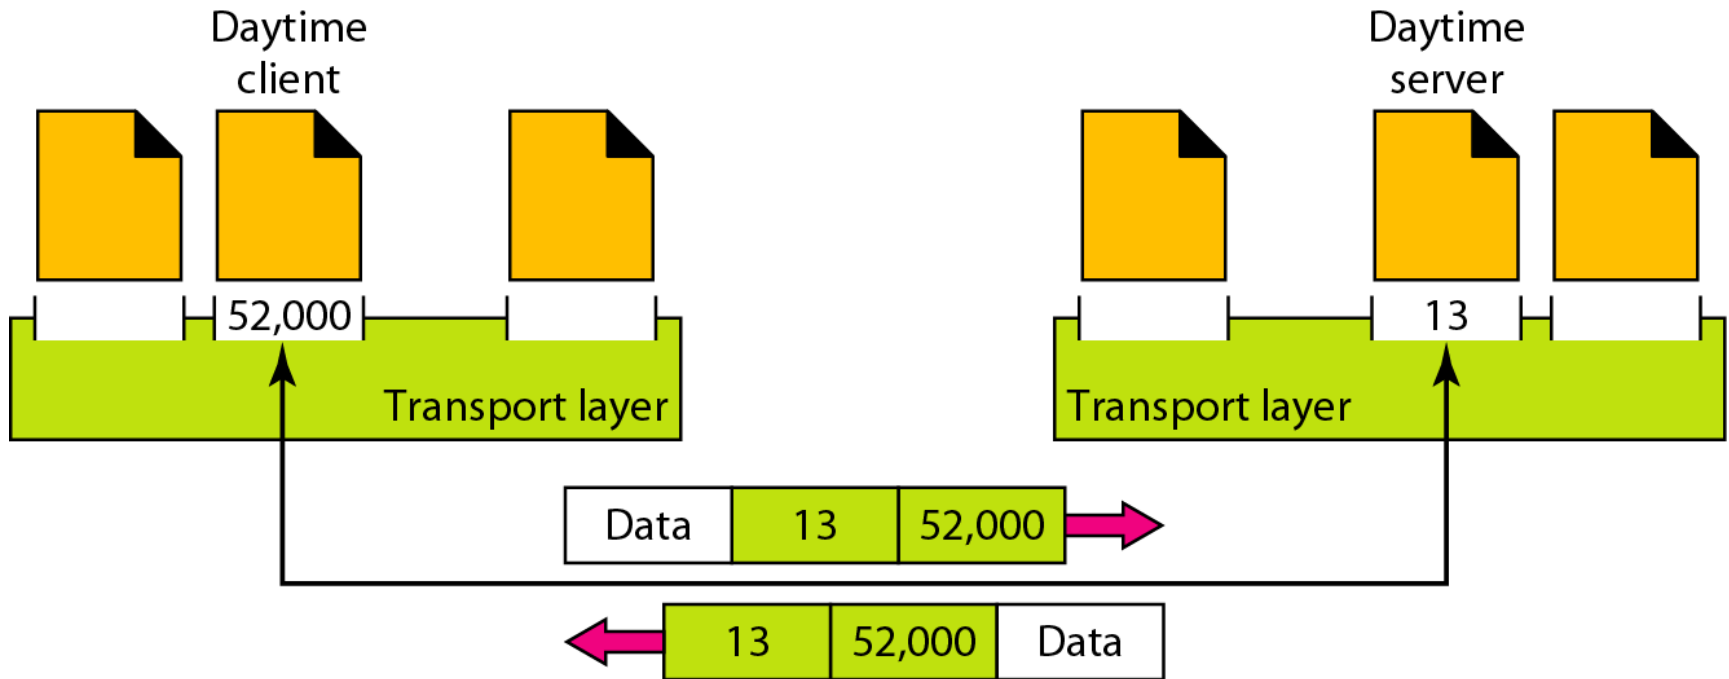 Daytime
client
Daytime
server
52,000
13
Transport layer
Transport layer
Data 13 52,000
13 52,000 Data